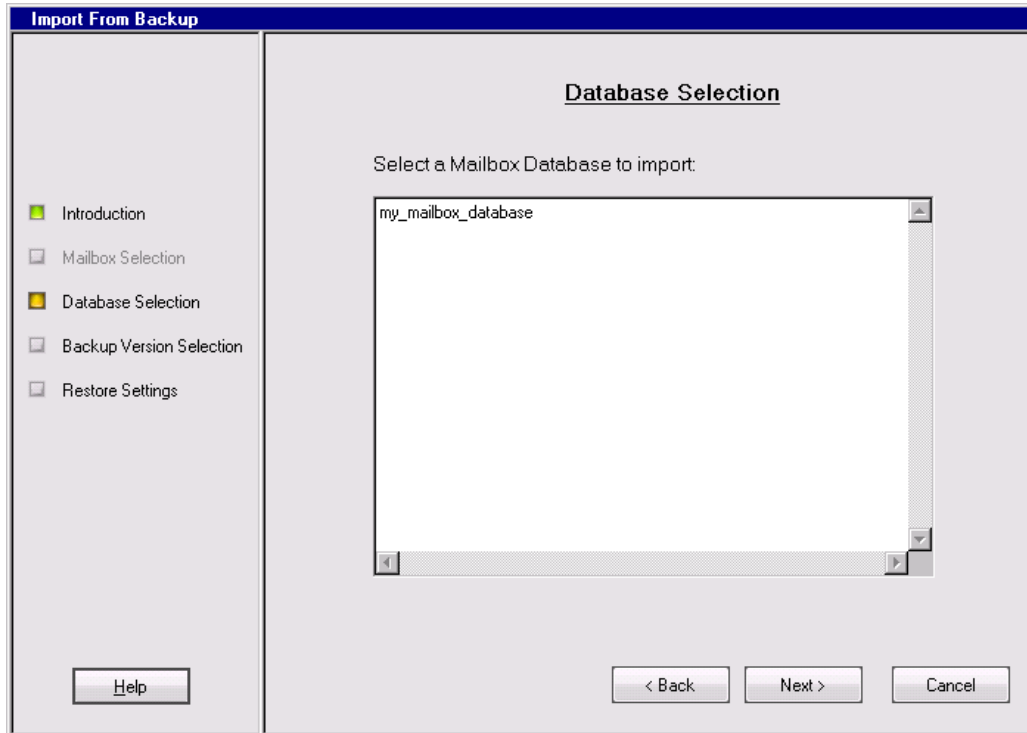 Import From Backup
Database Selection
Select a Mailbox Database to import:
my_mailbox_database
Introduction
Mailbox Selection
Database Selection
Backup Version Selection
Restore Settings
Help
< Back
Next >
Cancel